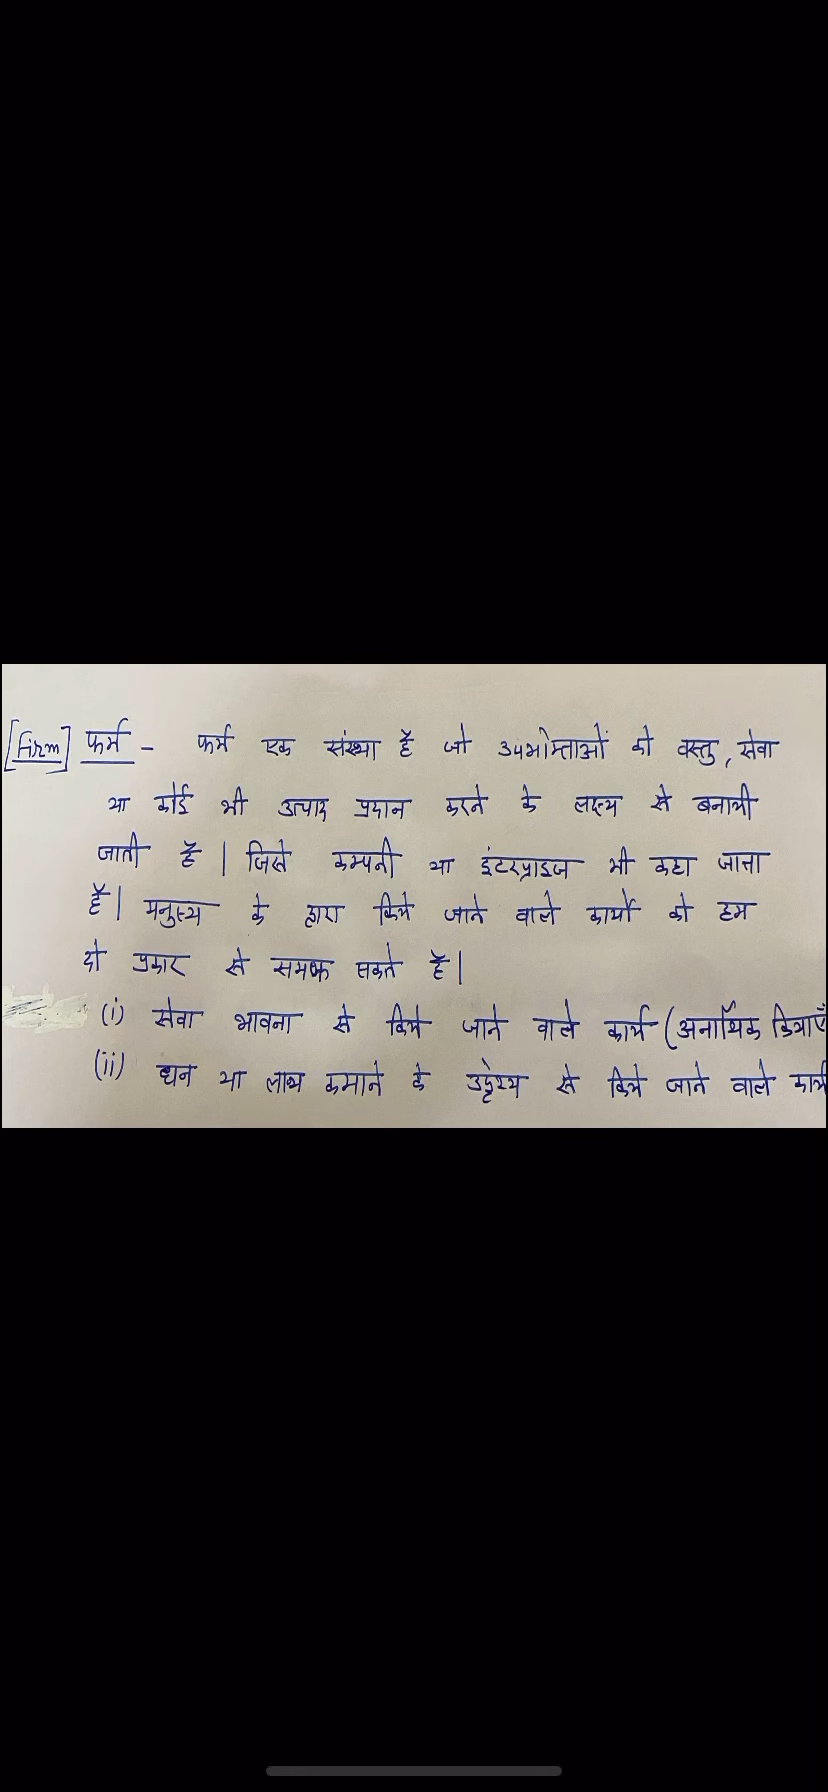 [Firm] फर्म - फर्म एक संस्था है जो उपभोक्ताओं को वस्तु, सेवा
या कोई भी उत्पाद प्रदान करने के लक्ष्य से बनायी
जाती है | जिसे कम्पनी या इंटरप्राइज भी कहा जाता
है | मनुष्य के द्वारा किये जाने वाले कार्यों को हम
दो प्रकार से समझ सकते है |
(i) सेवा भावना से किये जाने वाले कार्य (अनार्थिक क्रियाएँ
(ii) धन या लाभ कमाने के उद्देश्य से किये जाने वाले कार्य